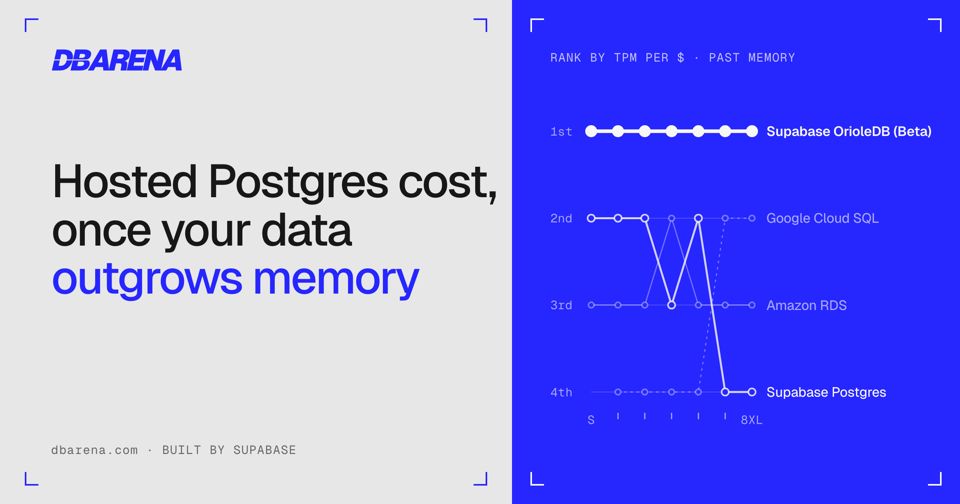 DBARENA
Hosted Postgres cost,
once your data
outgrows memory
dbarena.com · BUILT BY SUPABASE
RANK BY TPM PER $ · PAST MEMORY
1st
Supabase OrioleDB (Beta)
2nd
Google Cloud SQL
3rd
Amazon RDS
4th
Supabase Postgres
S
8XL